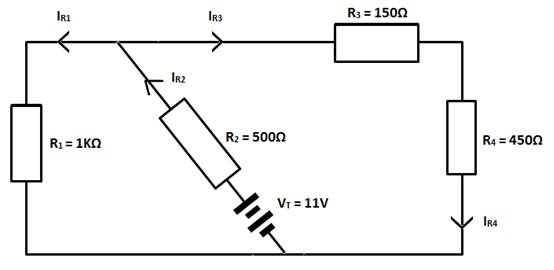 IR1
IR3
R3 = 150Ω
IR2
R1 = 1KΩ
R2 = 500Ω
R4 = 450Ω
VT = 11V
IR4